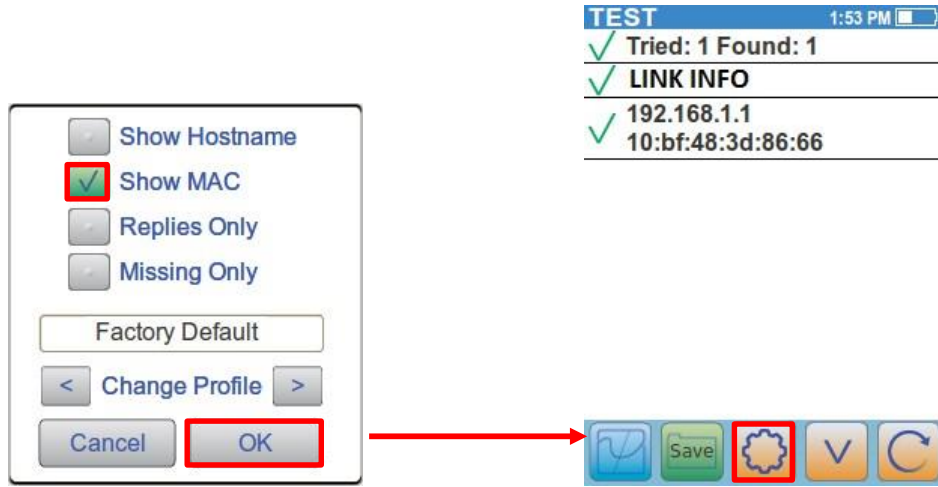 Show Hostname
Show MAC
Replies Only
Missing Only
Factory Default
< Change Profile >
Cancel OK
TEST 1:53 PM
Tried: 1 Found: 1
LINK INFO
192.168.1.1
10:bf:48:3d:86:66
Save V